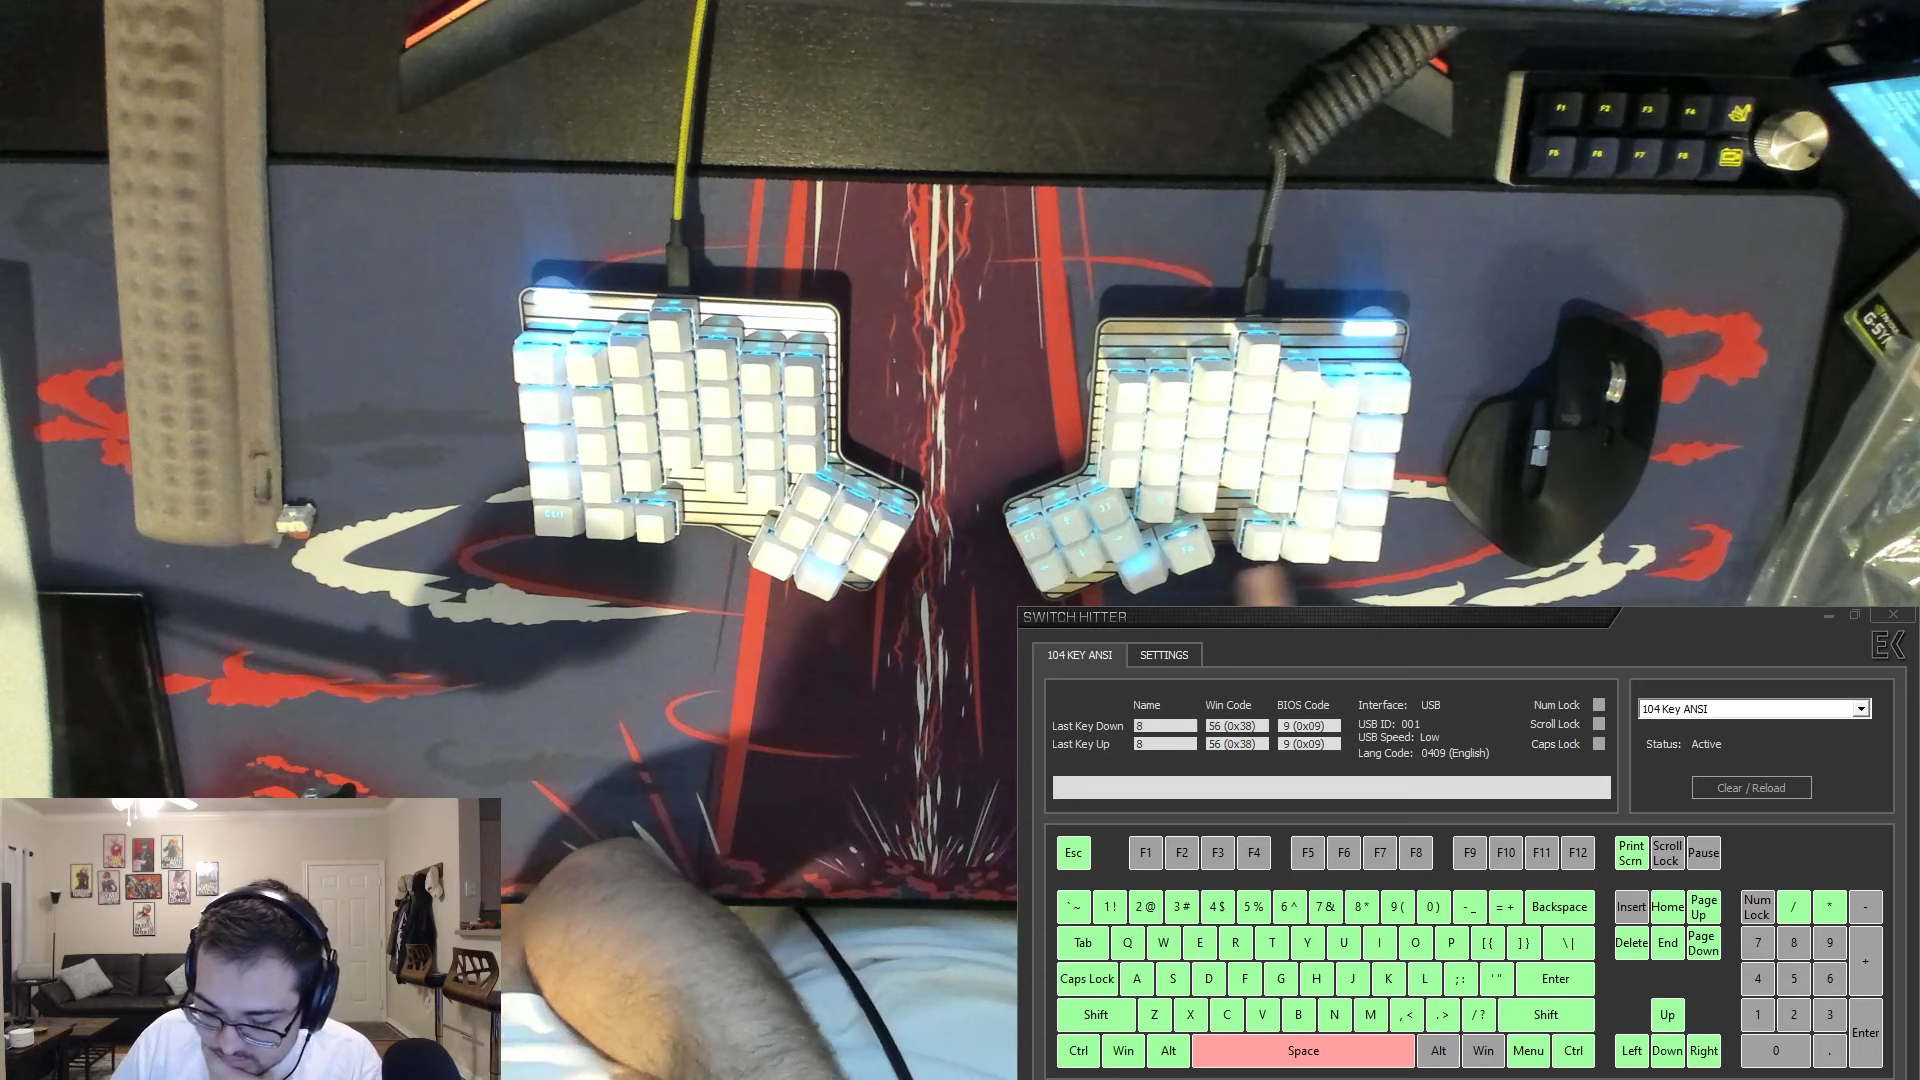 F1 F2 F3 F4
F5 F6 F7 F8
Ctrl
Fn
SWITCH HITTER
EK
104 KEY ANSI
SETTINGS
Name Win Code BIOS Code Interface: USB Num Lock
Last Key Down 8 56 (0x38) 9 (0x09) USB ID: 001 Scroll Lock
Last Key Up 8 56 (0x38) 9 (0x09) USB Speed: Low Caps Lock
Lang Code: 0409 (English)
104 Key ANSI
Status: Active
Clear / Reload
Esc F1 F2 F3 F4 F5 F6 F7 F8 F9 F10 F11 F12 Print Scrn Scroll Lock Pause
` ~ 1 ! 2 @ 3 # 4 $ 5 % 6 ^ 7 & 8 * 9 ( 0 ) - _ = + Backspace Insert Home Page Up Num Lock / * -
Tab Q W E R T Y U I O P [ { ] } \ | Delete End Page Down 7 8 9 +
Caps Lock A S D F G H J K L ; : ' " Enter 4 5 6
Shift Z X C V B N M , < . > / ? Shift Up 1 2 3 Enter
Ctrl Win Alt Space Alt Win Menu Ctrl Left Down Right 0 .